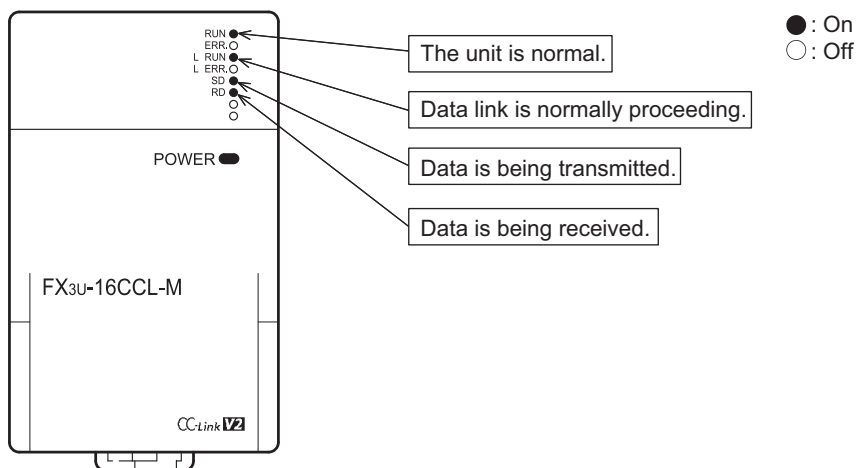 RUN
ERR.
L RUN
L ERR.
SD
RD
The unit is normal.
Data link is normally proceeding.
Data is being transmitted.
Data is being received.
: On
: Off
POWER
FX3U-16CCL-M
CC-Link V2